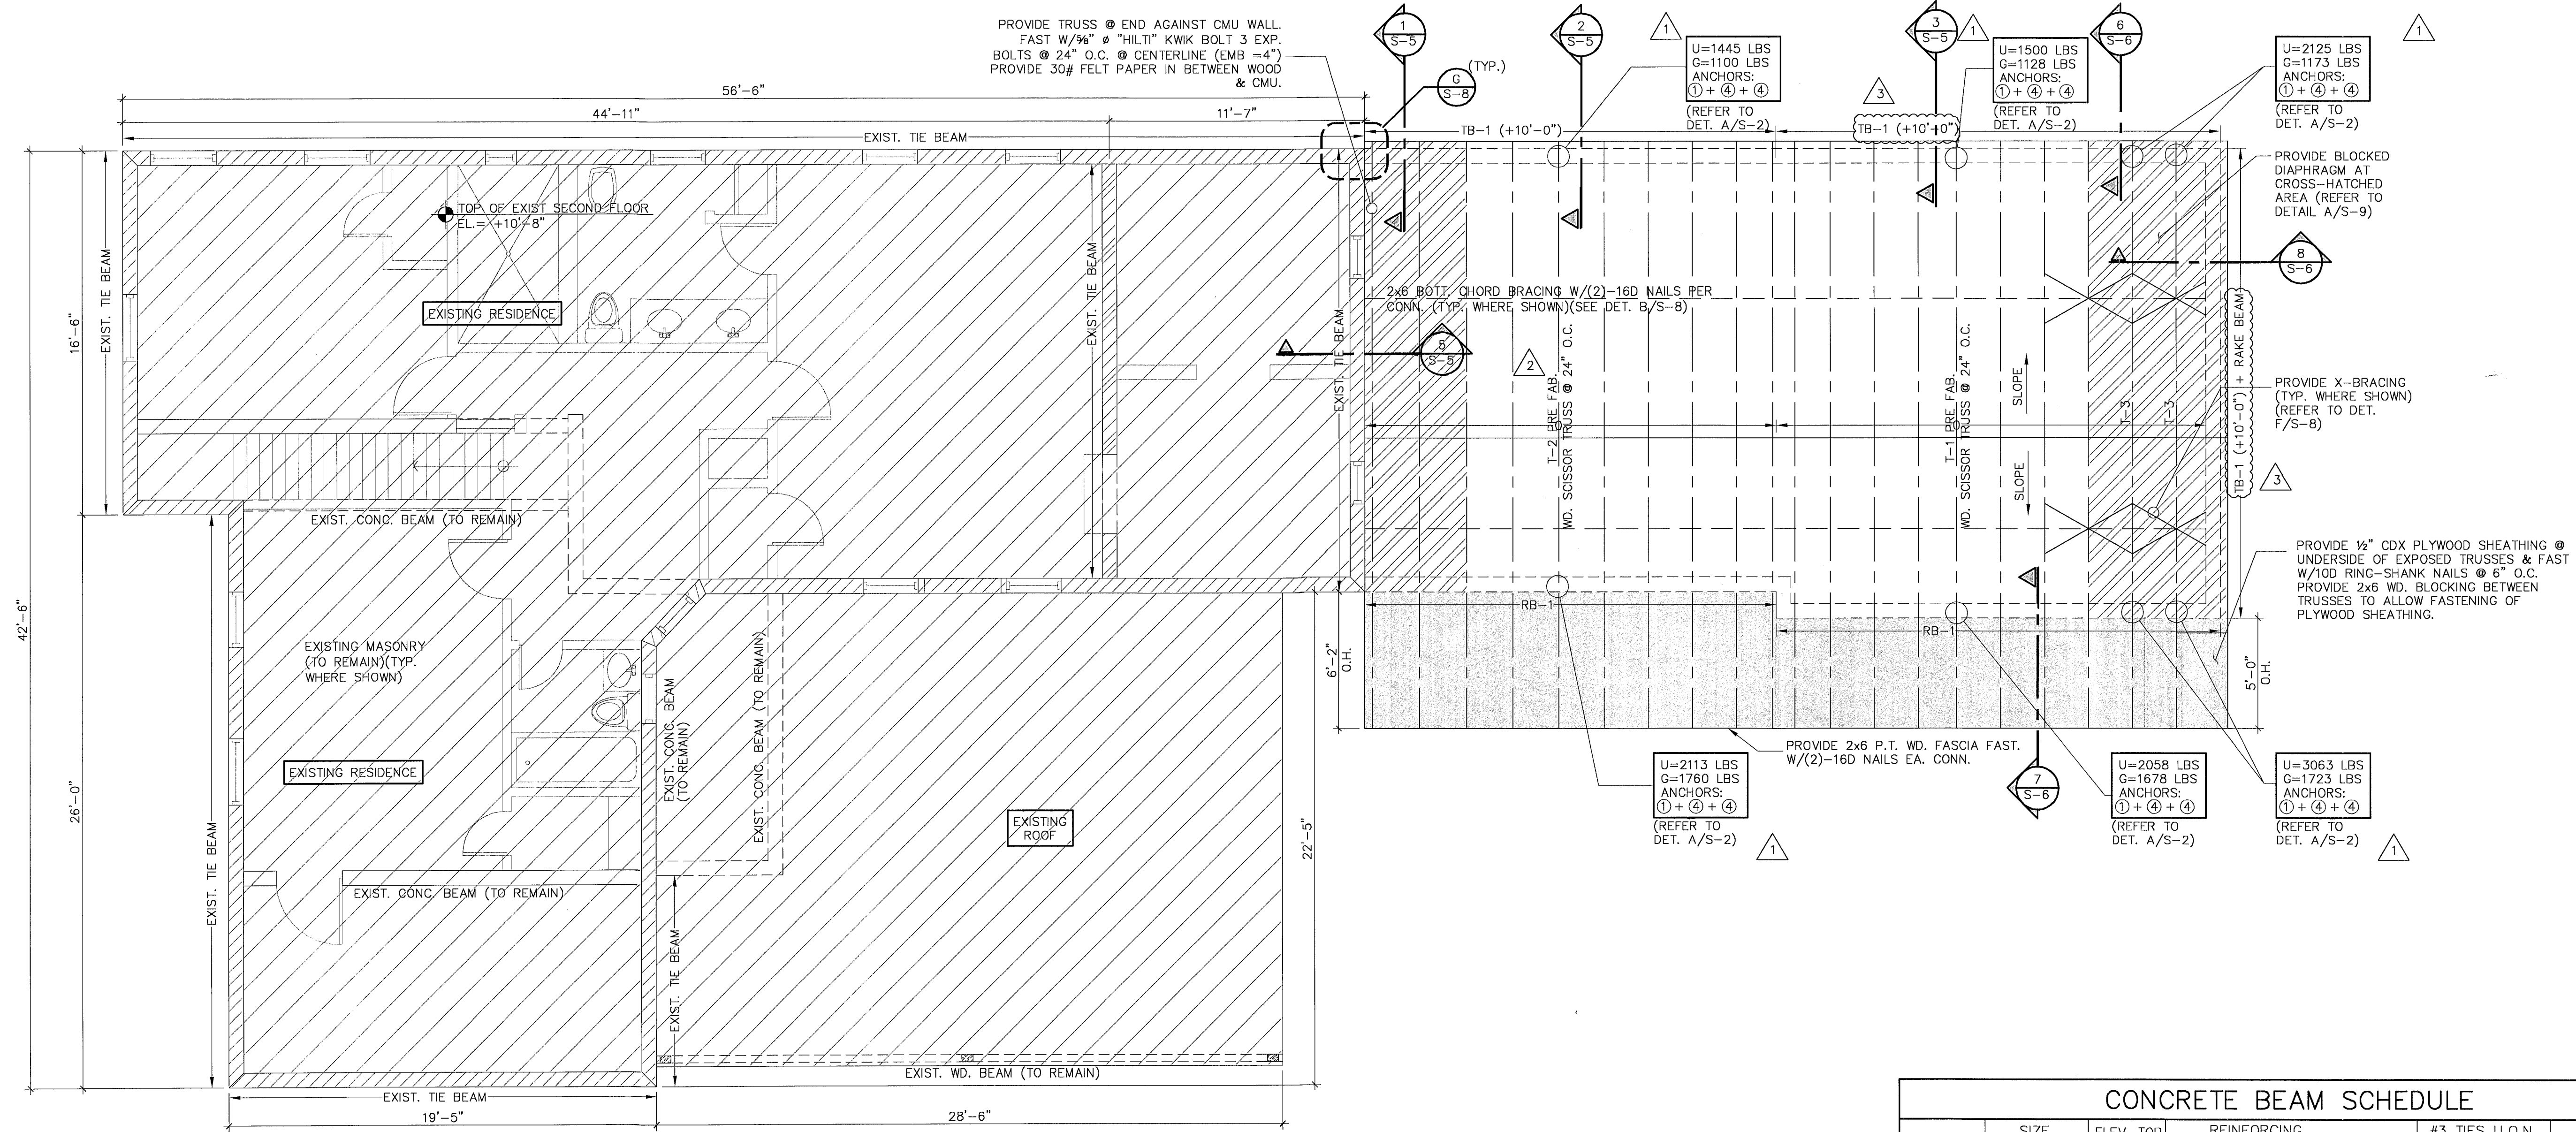 PROVIDE TRUSS @ END AGAINST CMU WALL.
FAST W/⅝" ø "HILTI" KWIK BOLT 3 EXP.
BOLTS @ 24" O.C. @ CENTERLINE (EMB =4")
PROVIDE 30# FELT PAPER IN BETWEEN WOOD
& CMU.
(TYP.)
G
S-8
1
S-5
2
S-5
1
U=1445 LBS
G=1100 LBS
ANCHORS:
①+④+④
(REFER TO
DET. A/S-2)
3
S-5
1
U=1500 LBS
G=1128 LBS
ANCHORS:
①+④+④
(REFER TO
DET. A/S-2)
3
6
S-6
U=2125 LBS
G=1173 LBS
ANCHORS:
①+④+④
(REFER TO
DET. A/S-2)
1
56'-6"
44'-11"
11'-7"
EXIST. TIE BEAM
TB-1 (+10'-0")
TB-1 (+10'-0")
PROVIDE BLOCKED
DIAPHRAGM AT
CROSS-HATCHED
AREA (REFER TO
DETAIL A/S-9)
8
S-6
TOP OF EXIST SECOND FLOOR
EL.= +10'-8"
EXIST. TIE BEAM
16'-6"
42'-6"
26'-0"
EXISTING RESIDENCE
EXIST. TIE BEAM
EXIST. TIE BEAM
2x6 BOTT. CHORD BRACING W/(2)-16D NAILS PER
CONN. (TYP. WHERE SHOWN)(SEE DET. B/S-8)
5
S-5
2
T-2 PRE FAB.
WD. SCISSOR TRUSS @ 24" O.C.
T-1 PRE FAB.
WD. SCISSOR TRUSS @ 24" O.C.
SLOPE
SLOPE
T-3
T-3
TB-1 (+10'-0") + RAKE BEAM
3
PROVIDE X-BRACING
(TYP. WHERE SHOWN)
(REFER TO DET.
F/S-8)
EXIST. CONC. BEAM (TO REMAIN)
PROVIDE ½" CDX PLYWOOD SHEATHING @
UNDERSIDE OF EXPOSED TRUSSES & FAST
W/10D RING-SHANK NAILS @ 6" O.C.
PROVIDE 2x6 WD. BLOCKING BETWEEN
TRUSSES TO ALLOW FASTENING OF
PLYWOOD SHEATHING.
RB-1
RB-1
6'-2"
O.H.
5'-0"
O.H.
EXISTING MASONRY
(TO REMAIN)(TYP.
WHERE SHOWN)
EXIST. CONC. BEAM
(TO REMAIN)
EXIST. CONC. BEAM (TO REMAIN)
EXISTING RESIDENCE
EXISTING
ROOF
PROVIDE 2x6 P.T. WD. FASCIA FAST.
W/(2)-16D NAILS EA. CONN.
U=2113 LBS
G=1760 LBS
ANCHORS:
①+④+④
(REFER TO
DET. A/S-2)
1
7
S-6
U=2058 LBS
G=1678 LBS
ANCHORS:
①+④+④
(REFER TO
DET. A/S-2)
U=3063 LBS
G=1723 LBS
ANCHORS:
①+④+④
(REFER TO
DET. A/S-2)
1
22'-5"
EXIST. TIE BEAM
EXIST. CONC. BEAM (TO REMAIN)
EXIST. TIE BEAM
EXIST. WD. BEAM (TO REMAIN)
EXIST. TIE BEAM
19'-5"
28'-6"
CONCRETE BEAM SCHEDULE
SIZE
ELEV. TOP
REINFORCING
#3 TIES U.O.N.